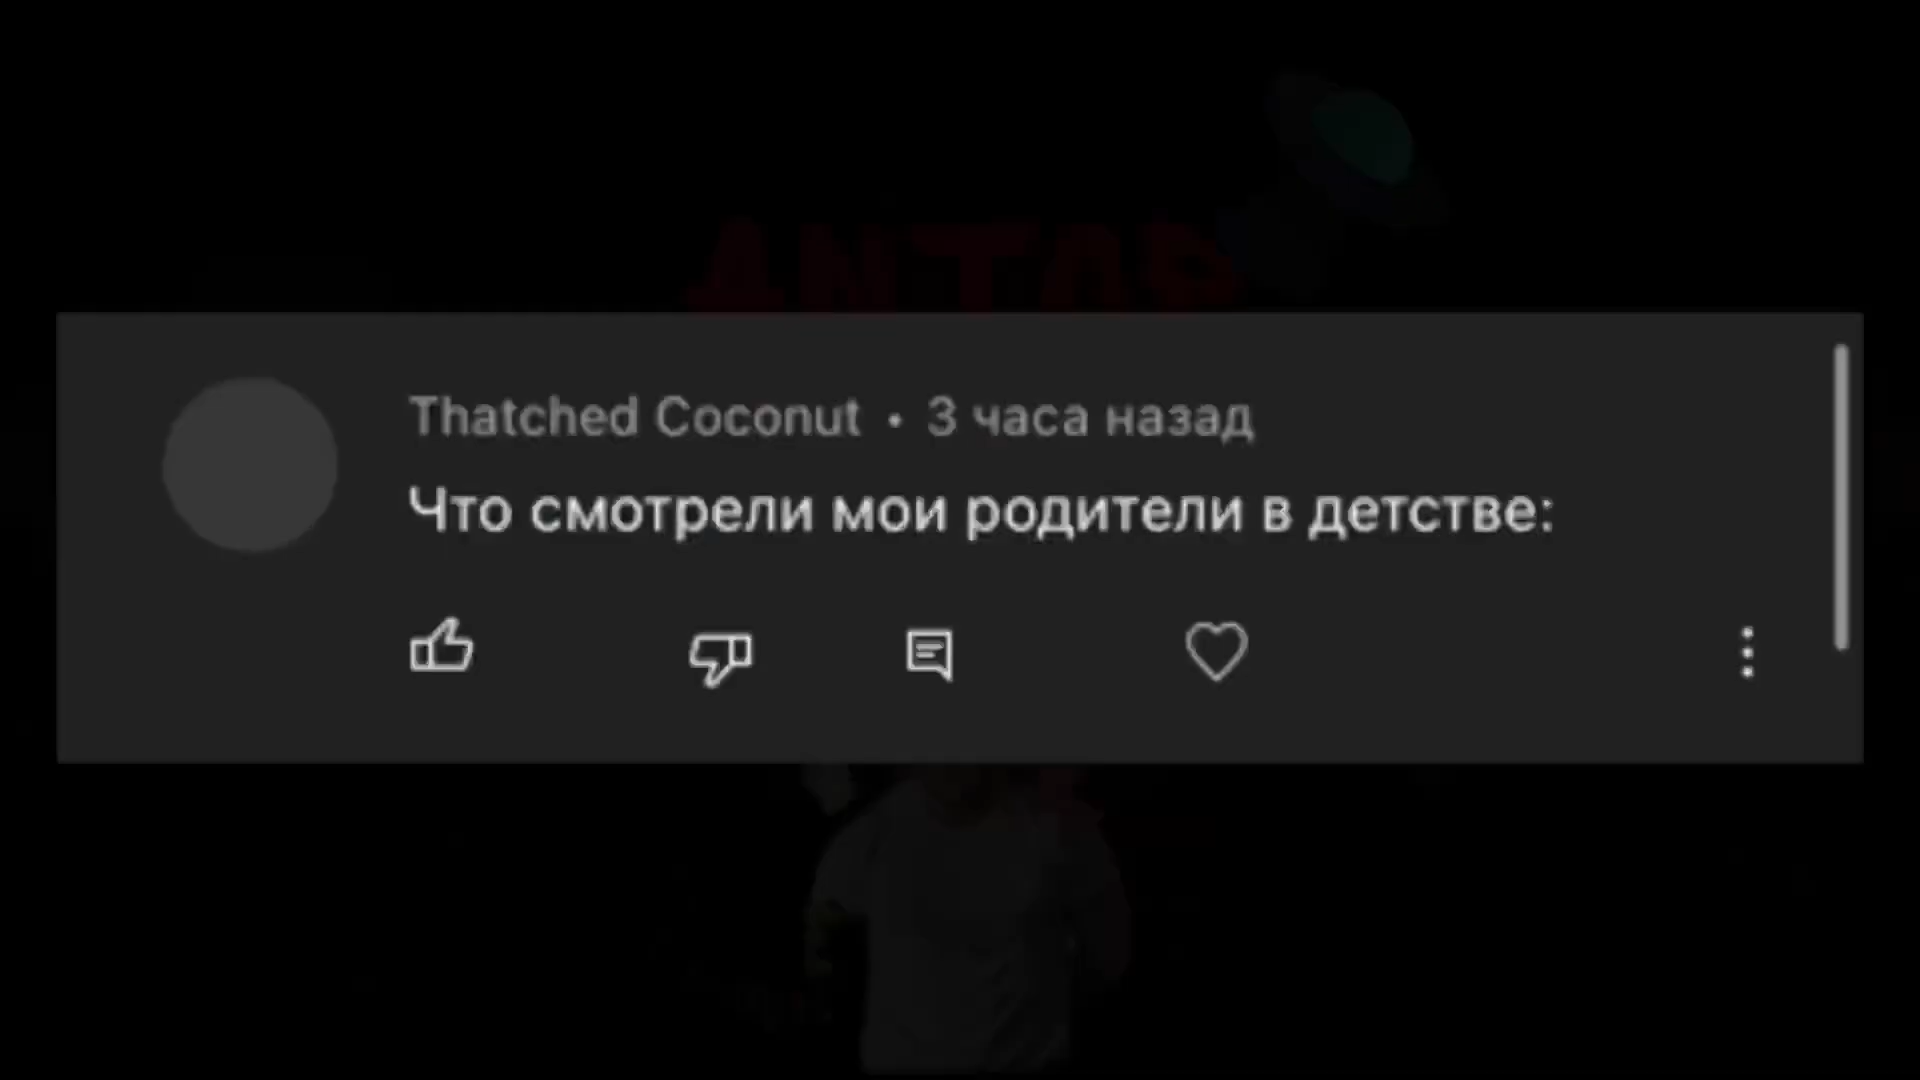 Thatched Coconut • 3 часа назад
Что смотрели мои родители в детстве: